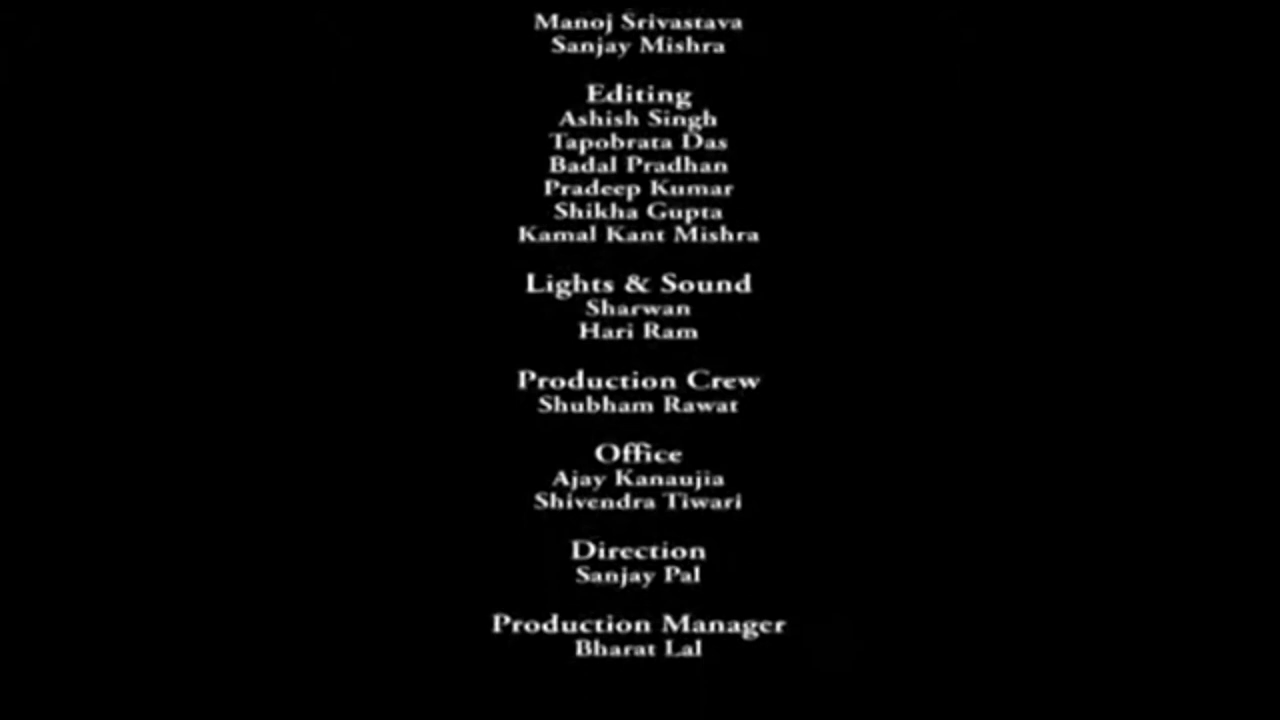 Manoj Srivastava
Sanjay Mishra
Editing
Ashish Singh
Tapobrata Das
Badal Pradhan
Pradeep Kumar
Shikha Gupta
Kamal Kant Mishra
Lights & Sound
Sharwan
Hari Ram
Production Crew
Shubham Rawat
Office
Ajay Kanaujia
Shivendra Tiwari
Direction
Sanjay Pal
Production Manager
Bharat Lal